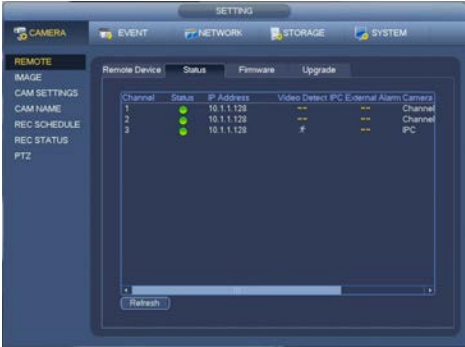 SETTING
CAMERA EVENT NETWORK STORAGE SYSTEM
REMOTE
IMAGE
CAM SETTINGS
CAM NAME
REC SCHEDULE
REC STATUS
PTZ
Remote Device Status Firmware Upgrade
Channel Status IP Address Video Detect IPC External Alarm Camera
1 10.1.1.128 -- -- Channel
2 10.1.1.128 -- -- Channel
3 10.1.1.128 -- IPC
Refresh